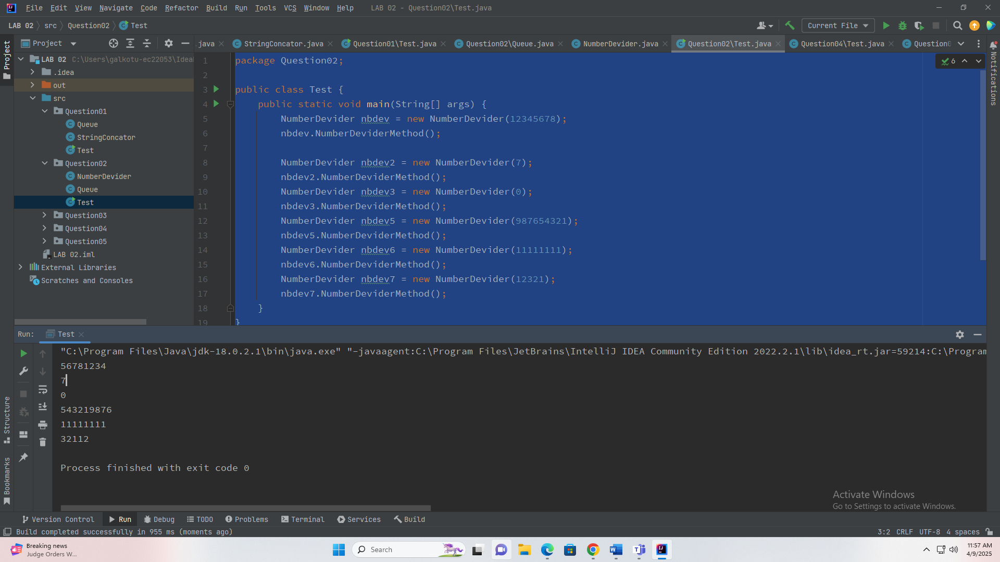 File Edit View Navigate Code Refactor Build Run Tools VCS Window Help LAB 02 - Question02\Test.java
LAB 02 src Question02 Test
Current File
Project
java StringConcator.java Question01\Test.java Question02\Queue.java NumberDevider.java Question02\Test.java Question04\Test.java Question0
Project
LAB 02 C:\Users\galkotu-ec22053\Idea
.idea
out
src
Question01
Queue
StringConcator
Test
Question02
NumberDevider
Queue
Test
Question03
Question04
Question05
LAB 02.iml
External Libraries
Scratches and Consoles
6
Notifications
1 package Question02;
2
3 public class Test {
4 public static void main(String[] args) {
5 NumberDevider nbdev = new NumberDevider(12345678);
6 nbdev.NumberDeviderMethod();
7
8 NumberDevider nbdev2 = new NumberDevider(7);
9 nbdev2.NumberDeviderMethod();
10 NumberDevider nbdev3 = new NumberDevider(0);
11 nbdev3.NumberDeviderMethod();
12 NumberDevider nbdev5 = new NumberDevider(987654321);
13 nbdev5.NumberDeviderMethod();
14 NumberDevider nbdev6 = new NumberDevider(11111111);
15 nbdev6.NumberDeviderMethod();
16 NumberDevider nbdev7 = new NumberDevider(12321);
17 nbdev7.NumberDeviderMethod();
18 }
19 }
Run: Test
"C:\Program Files\Java\jdk-18.0.2.1\bin\java.exe" "-javaagent:C:\Program Files\JetBrains\IntelliJ IDEA Community Edition 2022.2.1\lib\idea_rt.jar=59214:C:\Program
56781234
7
0
543219876
11111111
32112
Process finished with exit code 0
Structure
Bookmarks
Activate Windows
Go to Settings to activate Windows.
Version Control Run Debug TODO Problems Terminal Services Build
Build completed successfully in 955 ms (moments ago) 3:2 CRLF UTF-8 4 spaces
Breaking news
Judge Orders W...
Search
11:57 AM
4/9/2025